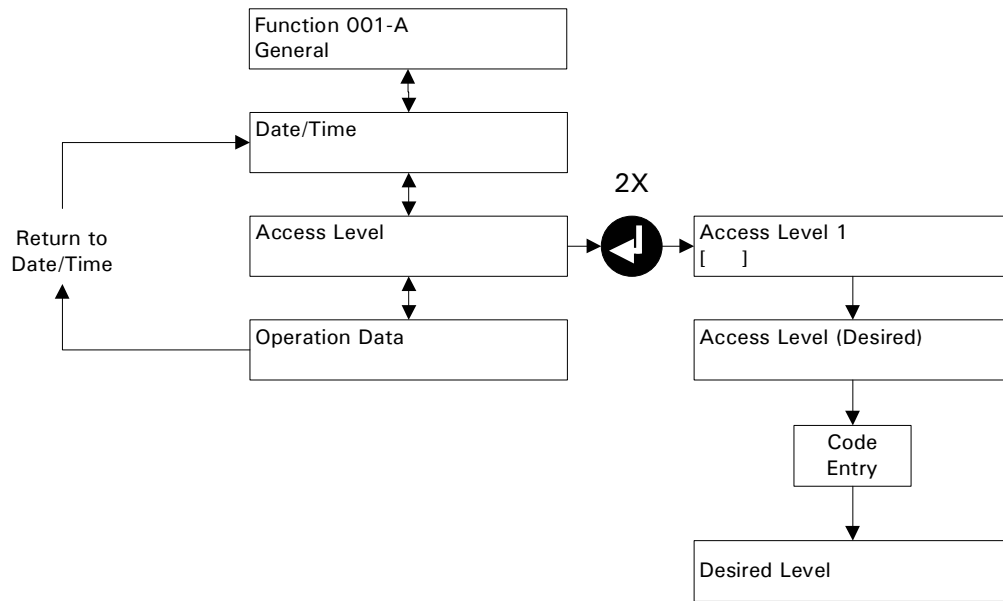 Function 001-A
General
Date/Time
2X
Return to
Date/Time
Access Level
Access Level 1
[ ]
Operation Data
Access Level (Desired)
Code
Entry
Desired Level